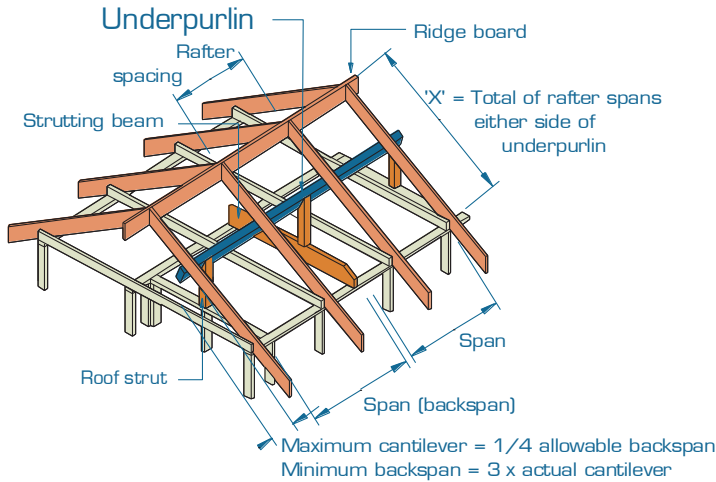 Underpurlin
Ridge board
Rafter
spacing
'X' = Total of rafter spans
either side of
underpurlin
Strutting beam
Span
Roof strut
Span (backspan)
Maximum cantilever = 1/4 allowable backspan
Minimum backspan = 3 x actual cantilever